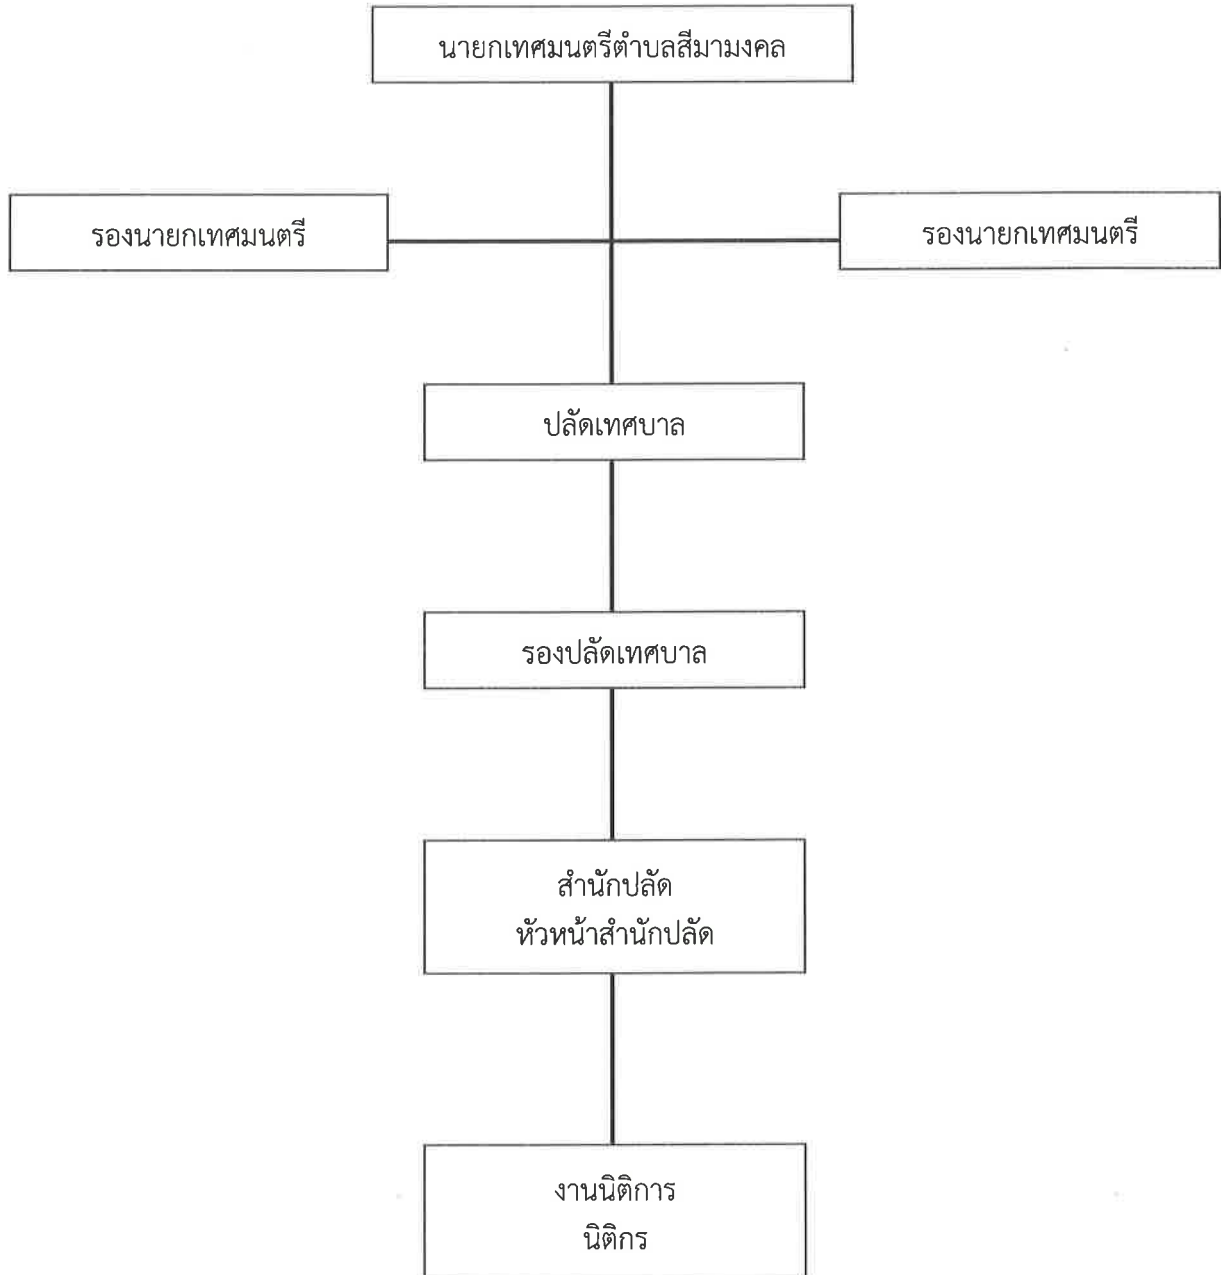 นายกเทศมนตรีตำบลสีมามงคล
รองนายกเทศมนตรี
รองนายกเทศมนตรี
ปลัดเทศบาล
รองปลัดเทศบาล
สำนักปลัด
หัวหน้าสำนักปลัด
งานนิติการ
นิติกร